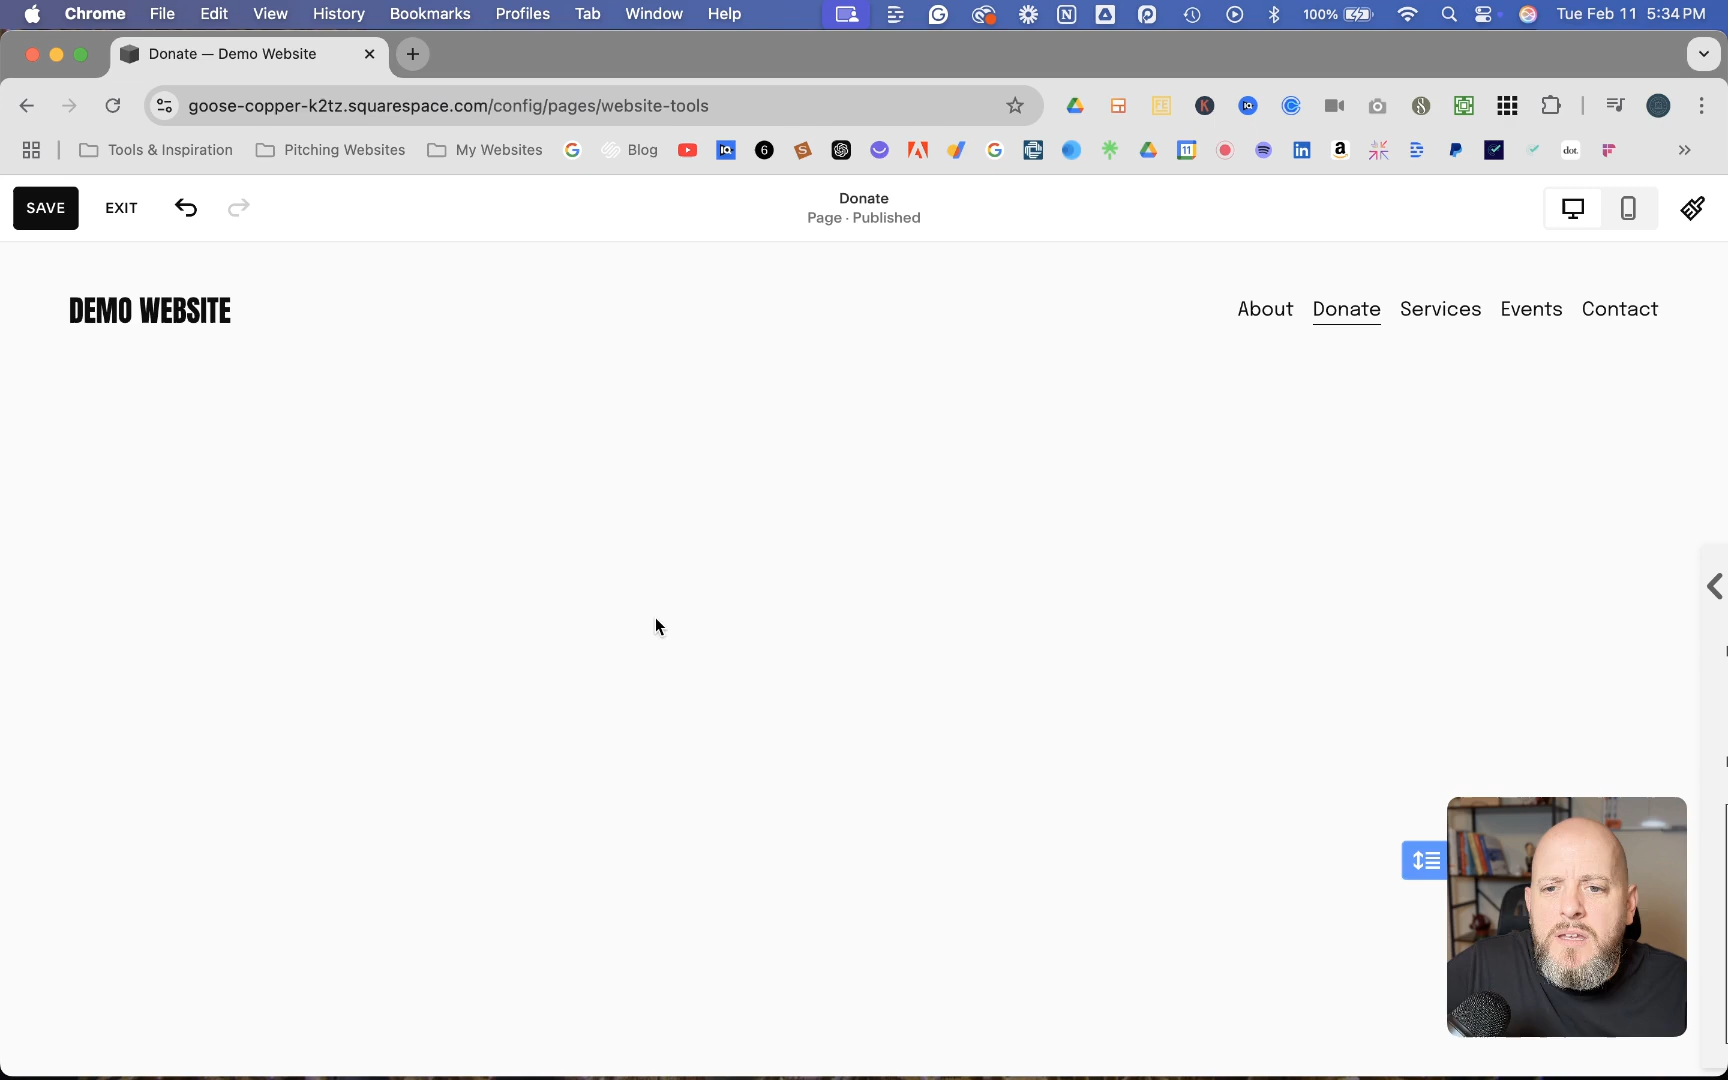 Chrome File Edit View History Bookmarks Profiles Tab Window Help 100% Tue Feb 11 5:34 PM
Donate — Demo Website
goose-copper-k2tz.squarespace.com/config/pages/website-tools
Tools & Inspiration Pitching Websites My Websites Blog
SAVE EXIT
Donate
Page · Published
DEMO WEBSITE
About Donate Services Events Contact